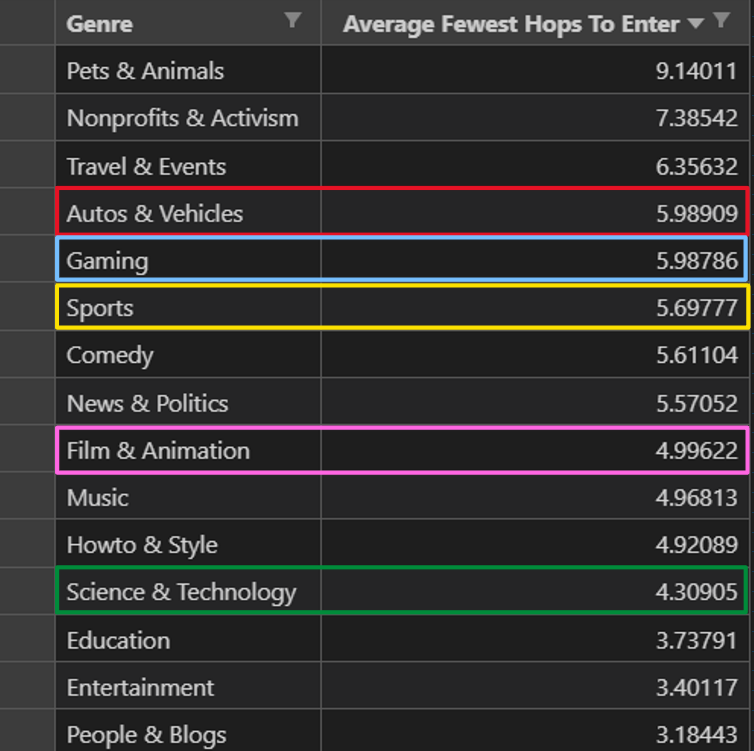 Genre Average Fewest Hops To Enter
Pets & Animals 9.14011
Nonprofits & Activism 7.38542
Travel & Events 6.35632
Autos & Vehicles 5.98909
Gaming 5.98786
Sports 5.69777
Comedy 5.61104
News & Politics 5.57052
Film & Animation 4.99622
Music 4.96813
Howto & Style 4.92089
Science & Technology 4.30905
Education 3.73791
Entertainment 3.40117
People & Blogs 3.18443